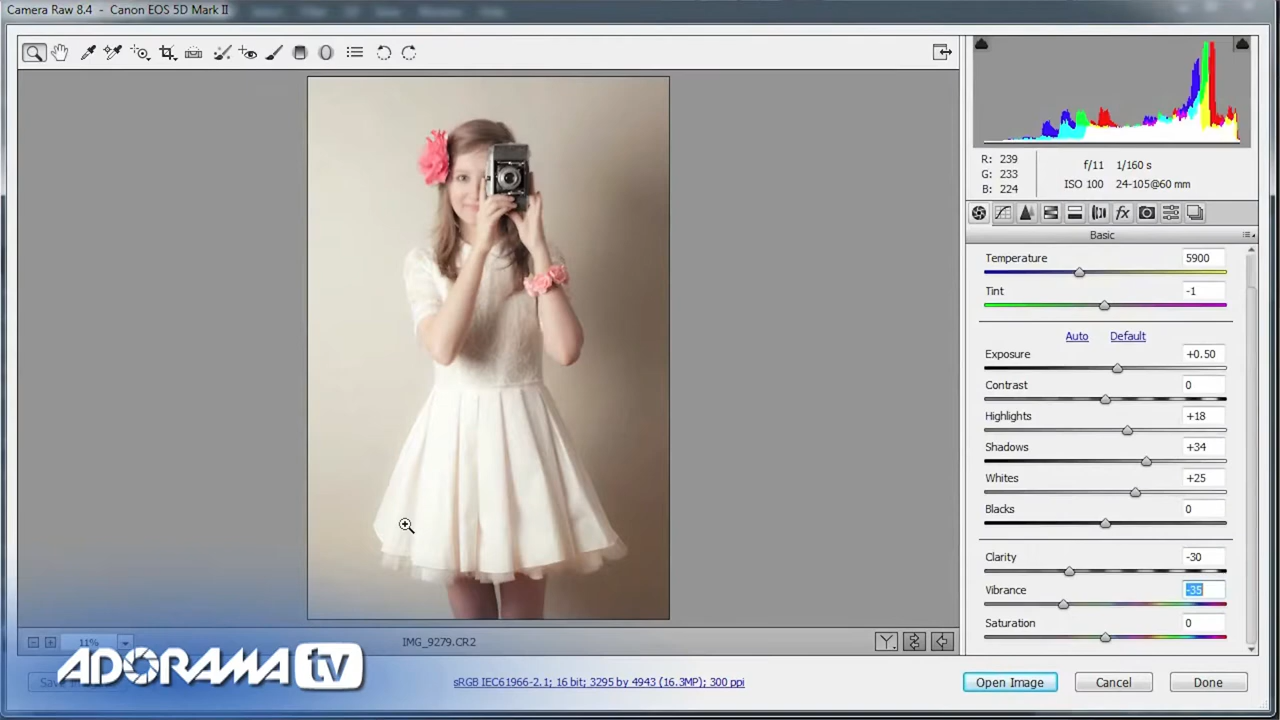 Camera Raw 8.4 - Canon EOS 5D Mark II
R: 239
G: 233
B: 224
f/11 1/160 s
ISO 100 24-105@60 mm
fx
Basic
Temperature 5900
Tint -1
Auto Default
Exposure +0.50
Contrast 0
Highlights +18
Shadows +34
Whites +25
Blacks 0
Clarity -30
Vibrance -35
Saturation 0
11%
IMG_9279.CR2
Y
ADORAMA tv
sRGB IEC61966-2.1; 16 bit; 3295 by 4943 (16.3MP); 300 ppi
Open Image Cancel Done